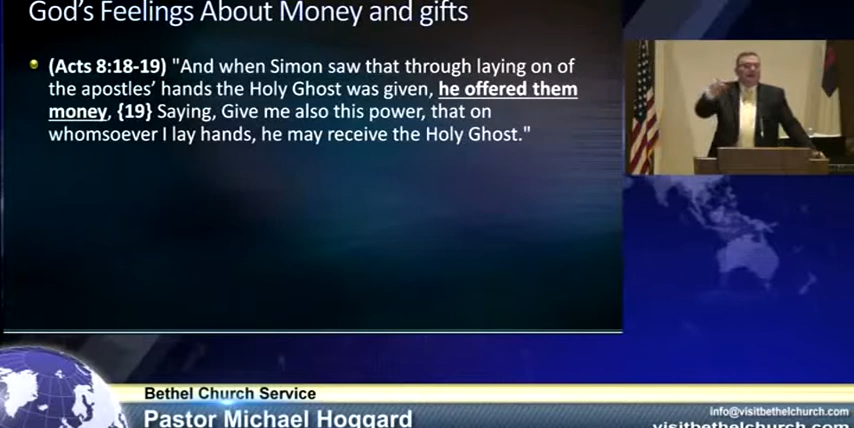 God's Feelings About Money and gifts
(Acts 8:18-19) "And when Simon saw that through laying on of
the apostles' hands the Holy Ghost was given, he offered them
money, {19} Saying, Give me also this power, that on
whomsoever I lay hands, he may receive the Holy Ghost."
Bethel Church Service
Pastor Michael Hoggard
info@visitbethelchurch.com
visitbethelchurch.com